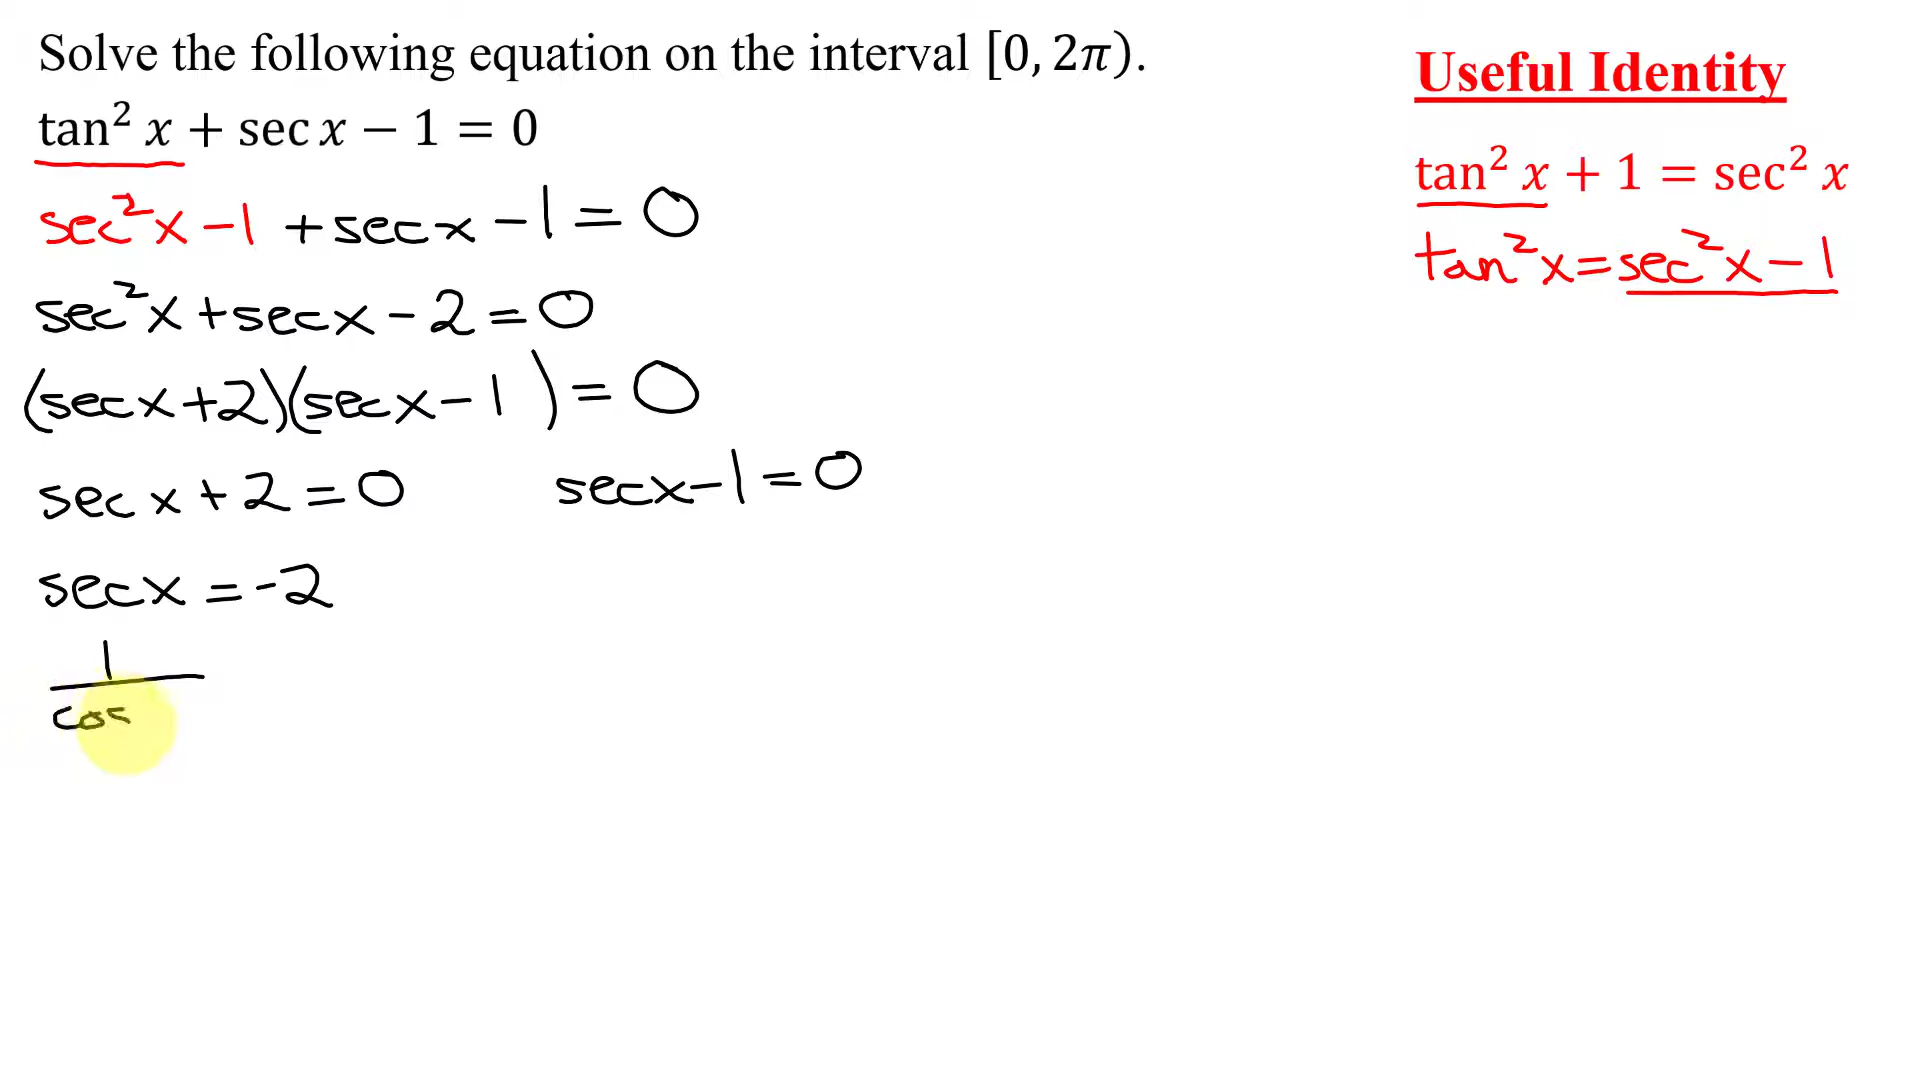 Solve the following equation on the interval [0, 2π).
tan² x + sec x − 1 = 0
sec²x −1 + sec x − 1 = 0
sec²x + sec x − 2 = 0
(sec x + 2)(sec x − 1) = 0
sec x + 2 = 0 sec x − 1 = 0
sec x = −2
1
cos
Useful Identity
tan² x + 1 = sec² x
tan²x = sec²x − 1